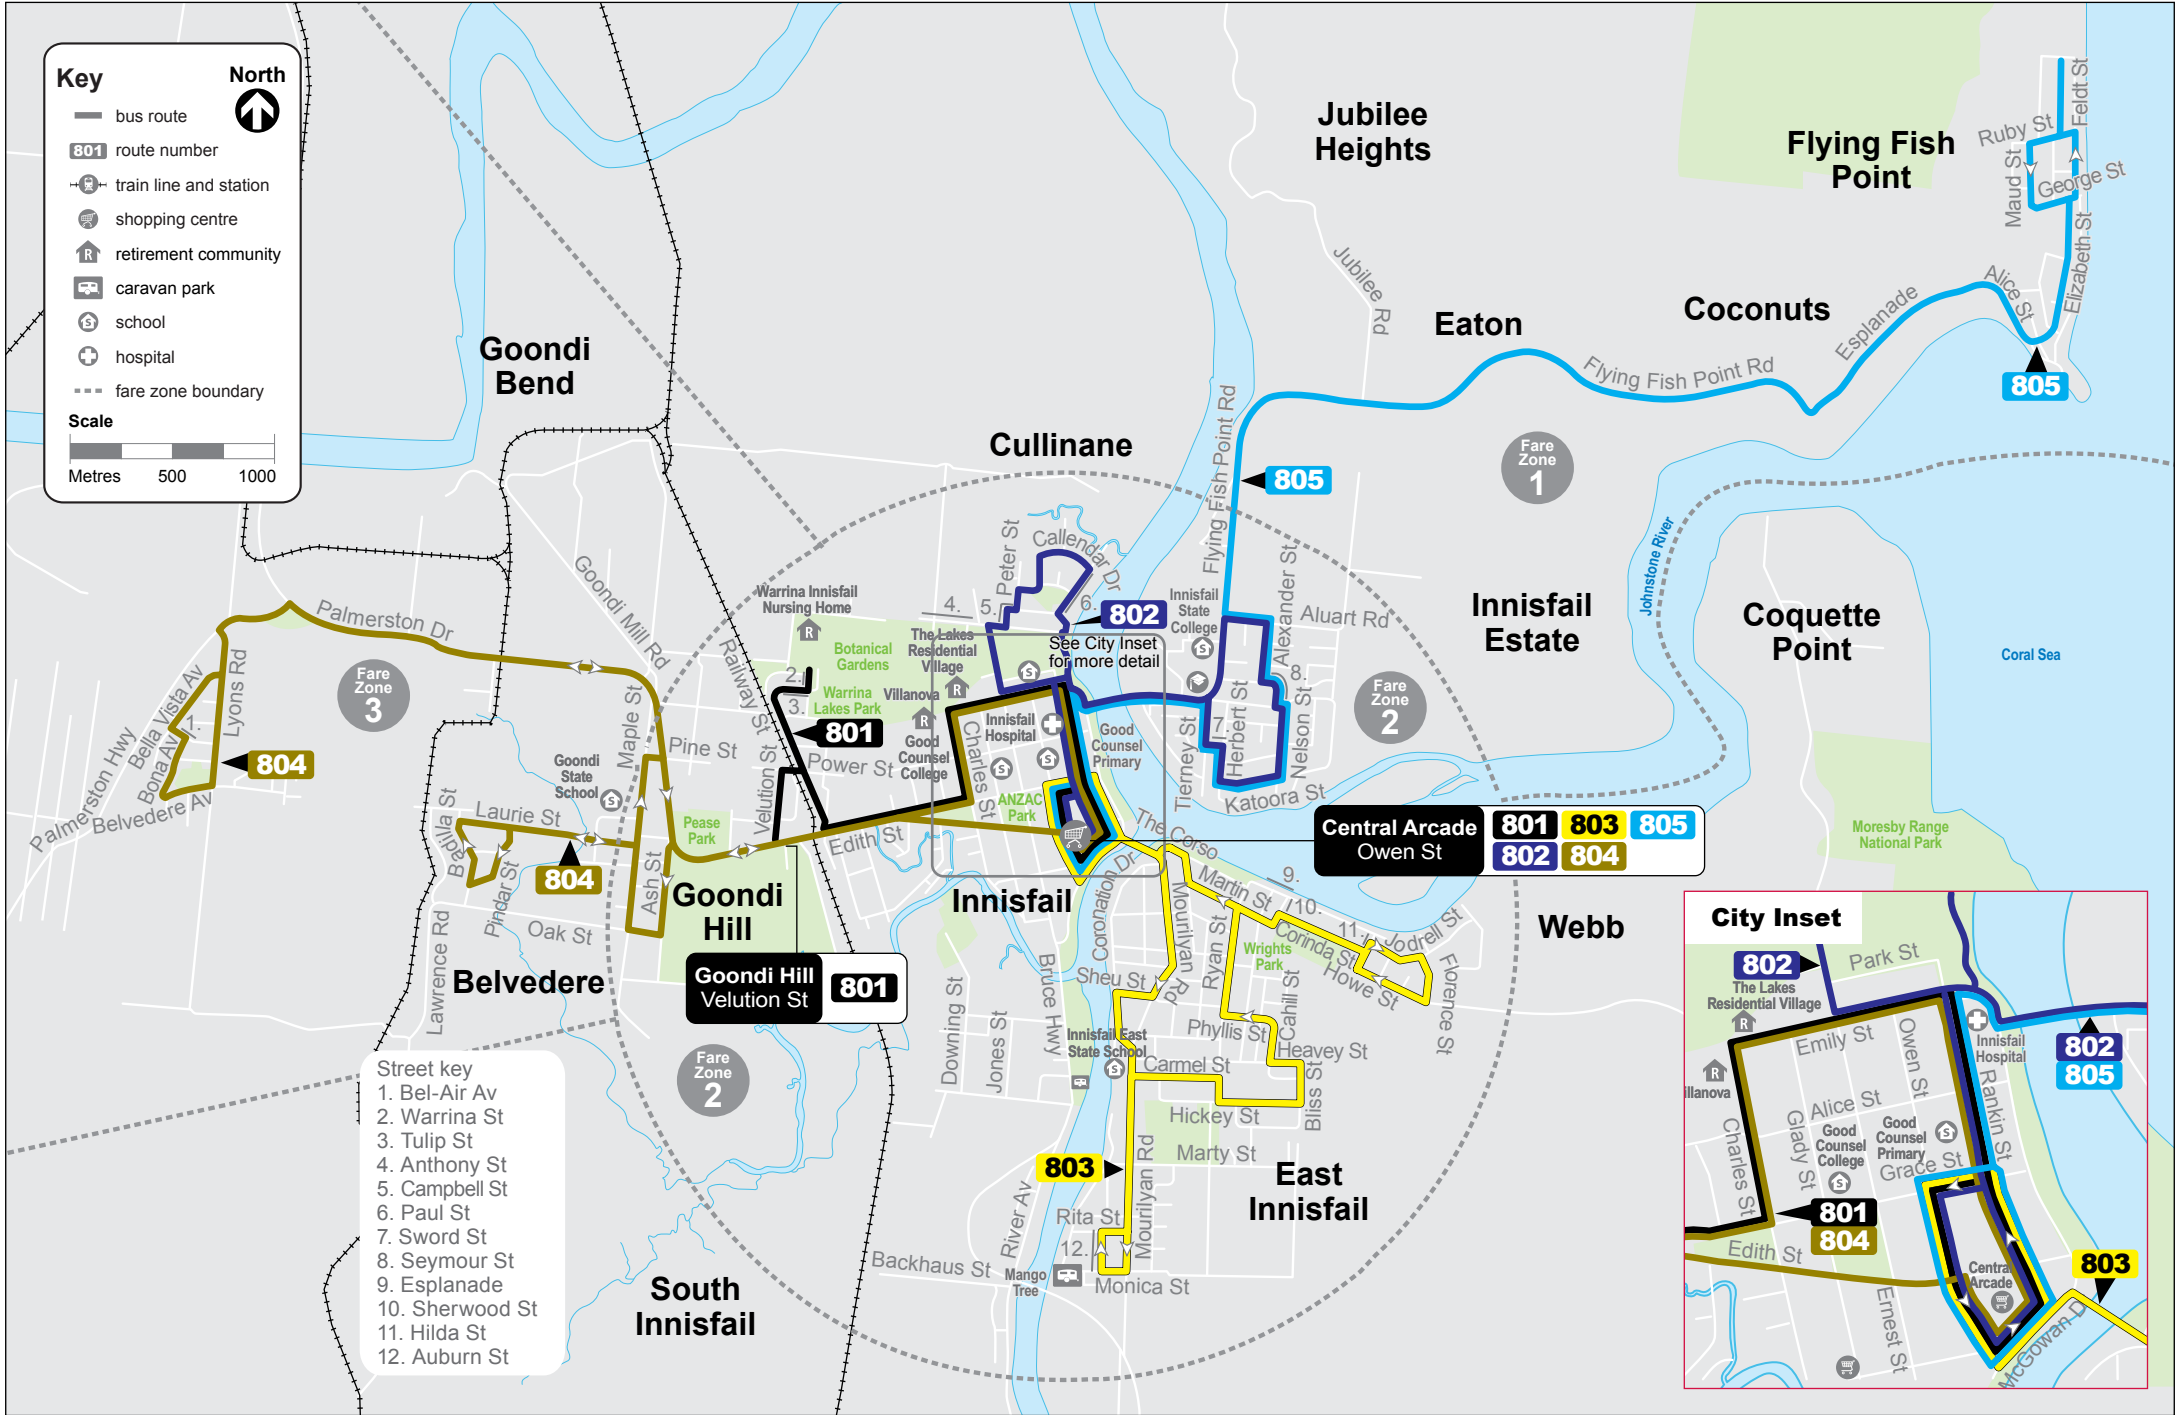 Key
North
bus route
801 route number
train line and station
shopping centre
R retirement community
caravan park
S school
hospital
fare zone boundary
Scale
Metres 500 1000
Jubilee
Heights
Flying Fish
Point
Ruby St
Feldt St
Maud St
George St
Elizabeth St
Alice St
Jubilee Rd
Eaton
Coconuts
Esplanade
Flying Fish Point Rd
805
Goondi
Bend
Cullinane
Flying Fish Point Rd
805
Fare
Zone
1
Johnstone River
Coquette
Point
Coral Sea
Innisfail
Estate
Peter St
Callendar Dr
4.
5.
6.
802
See City Inset
for more detail
Innisfail
State
College
Alexander St
Aluart Rd
8.
Fare
Zone
2
7.
Herbert St
Nelson St
Tierney St
Katoora St
Goondi Mill Rd
Warrina Innisfail
Nursing Home
Botanical
Gardens
The Lakes
Residential
Village
Warrina
Lakes Park
Villanova
Railway St
2.
3.
801
Palmerston Dr
Fare
Zone
3
Lyons Rd
Bella Vista Av
Bona Av
1.
Palmerston Hwy
Belvedere Av
804
Maple St
Pine St
Goondi
State
School
Velution St
Power St
Good
Counsel
College
Charles St
Innisfail
Hospital
Good
Counsel
Primary
ANZAC
Park
Laurie St
Badilla St
Pindar St
804
Ash St
Pease
Park
Edith St
Oak St
Lawrence Rd
Goondi
Hill
Belvedere
Innisfail
The Corso
Coronation Dr
Central Arcade
Owen St
801 803 805
802 804
Moresby Range
National Park
Webb
Goondi Hill
Velution St
801
Martin St
9.
10.
11.
Jodrell St
Corinda St
Howe St
Florence St
Wrights
Park
Ryan St
Mourilyan Rd
Cahill St
Sheu St
Phyllis St
Heavey St
Bliss St
Innisfail East
State School
Carmel St
Hickey St
Marty St
Downing St
Jones St
Bruce Hwy
Fare
Zone
2
803
Mourilyan Rd
East
Innisfail
Rita St
12.
River Av
Backhaus St
Mango
Tree
Monica St
South
Innisfail
Street key
1. Bel-Air Av
2. Warrina St
3. Tulip St
4. Anthony St
5. Campbell St
6. Paul St
7. Sword St
8. Seymour St
9. Esplanade
10. Sherwood St
11. Hilda St
12. Auburn St
City Inset
802
Park St
The Lakes
Residential Village
Emily St
Owen St
Innisfail
Hospital
802
805
illanova
Alice St
Rankin St
Charles St
Glady St
Good
Counsel
College
Good
Counsel
Primary
Grace St
801
804
Edith St
Central
Arcade
803
Ernest St
McGowan D